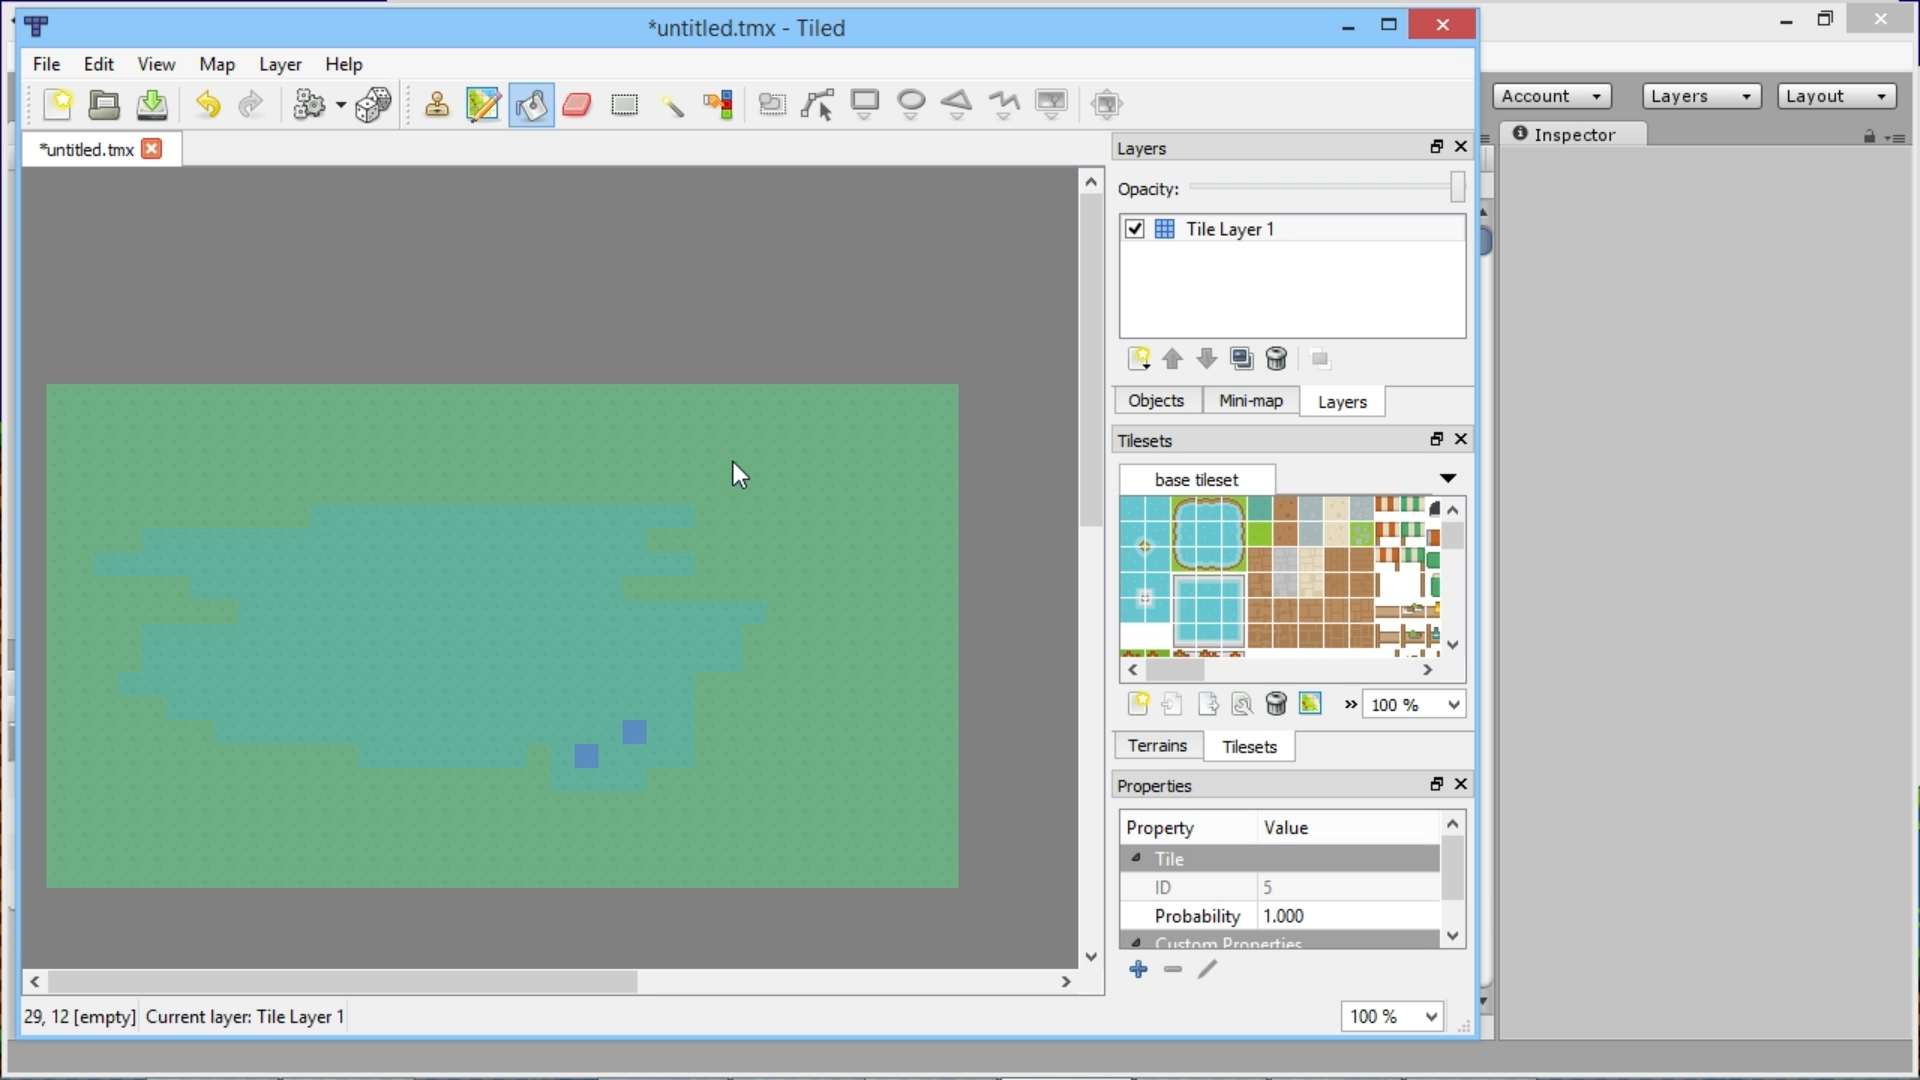 *untitled.tmx - Tiled
File Edit View Map Layer Help
Account Layers Layout
Inspector
*untitled.tmx
Layers
Opacity:
Tile Layer 1
Objects Mini-map Layers
Tilesets
base tileset
» 100 %
Terrains Tilesets
Properties
Property Value
Tile
ID 5
Probability 1.000
Custom Properties
29, 12 [empty] Current layer: Tile Layer 1
100 %